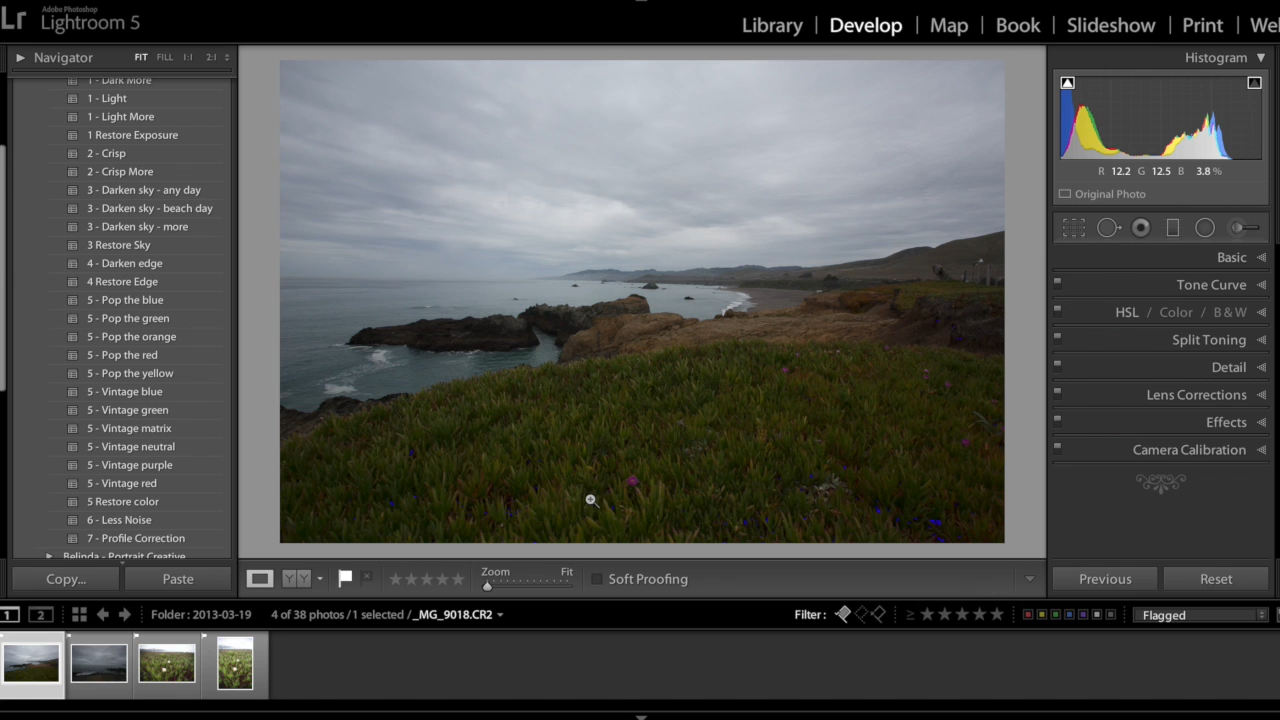 Lr
Adobe Photoshop
Lightroom 5
Library | Develop | Map | Book | Slideshow | Print | We
Navigator FIT FILL 1:1 2:1
1 - Dark More
1 - Light
1 - Light More
1 Restore Exposure
2 - Crisp
2 - Crisp More
3 - Darken sky - any day
3 - Darken sky - beach day
3 - Darken sky - more
3 Restore Sky
4 - Darken edge
4 Restore Edge
5 - Pop the blue
5 - Pop the green
5 - Pop the orange
5 - Pop the red
5 - Pop the yellow
5 - Vintage blue
5 - Vintage green
5 - Vintage matrix
5 - Vintage neutral
5 - Vintage purple
5 - Vintage red
5 Restore color
6 - Less Noise
7 - Profile Correction
Belinda - Portrait Creative
Copy... Paste
Histogram
R 12.2 G 12.5 B 3.8 %
Original Photo
Basic
Tone Curve
HSL / Color / B & W
Split Toning
Detail
Lens Corrections
Effects
Camera Calibration
Y Y Zoom Fit Soft Proofing
Previous Reset
1 2 Folder : 2013-03-19 4 of 38 photos / 1 selected / _MG_9018.CR2 Filter : ≥ Flagged